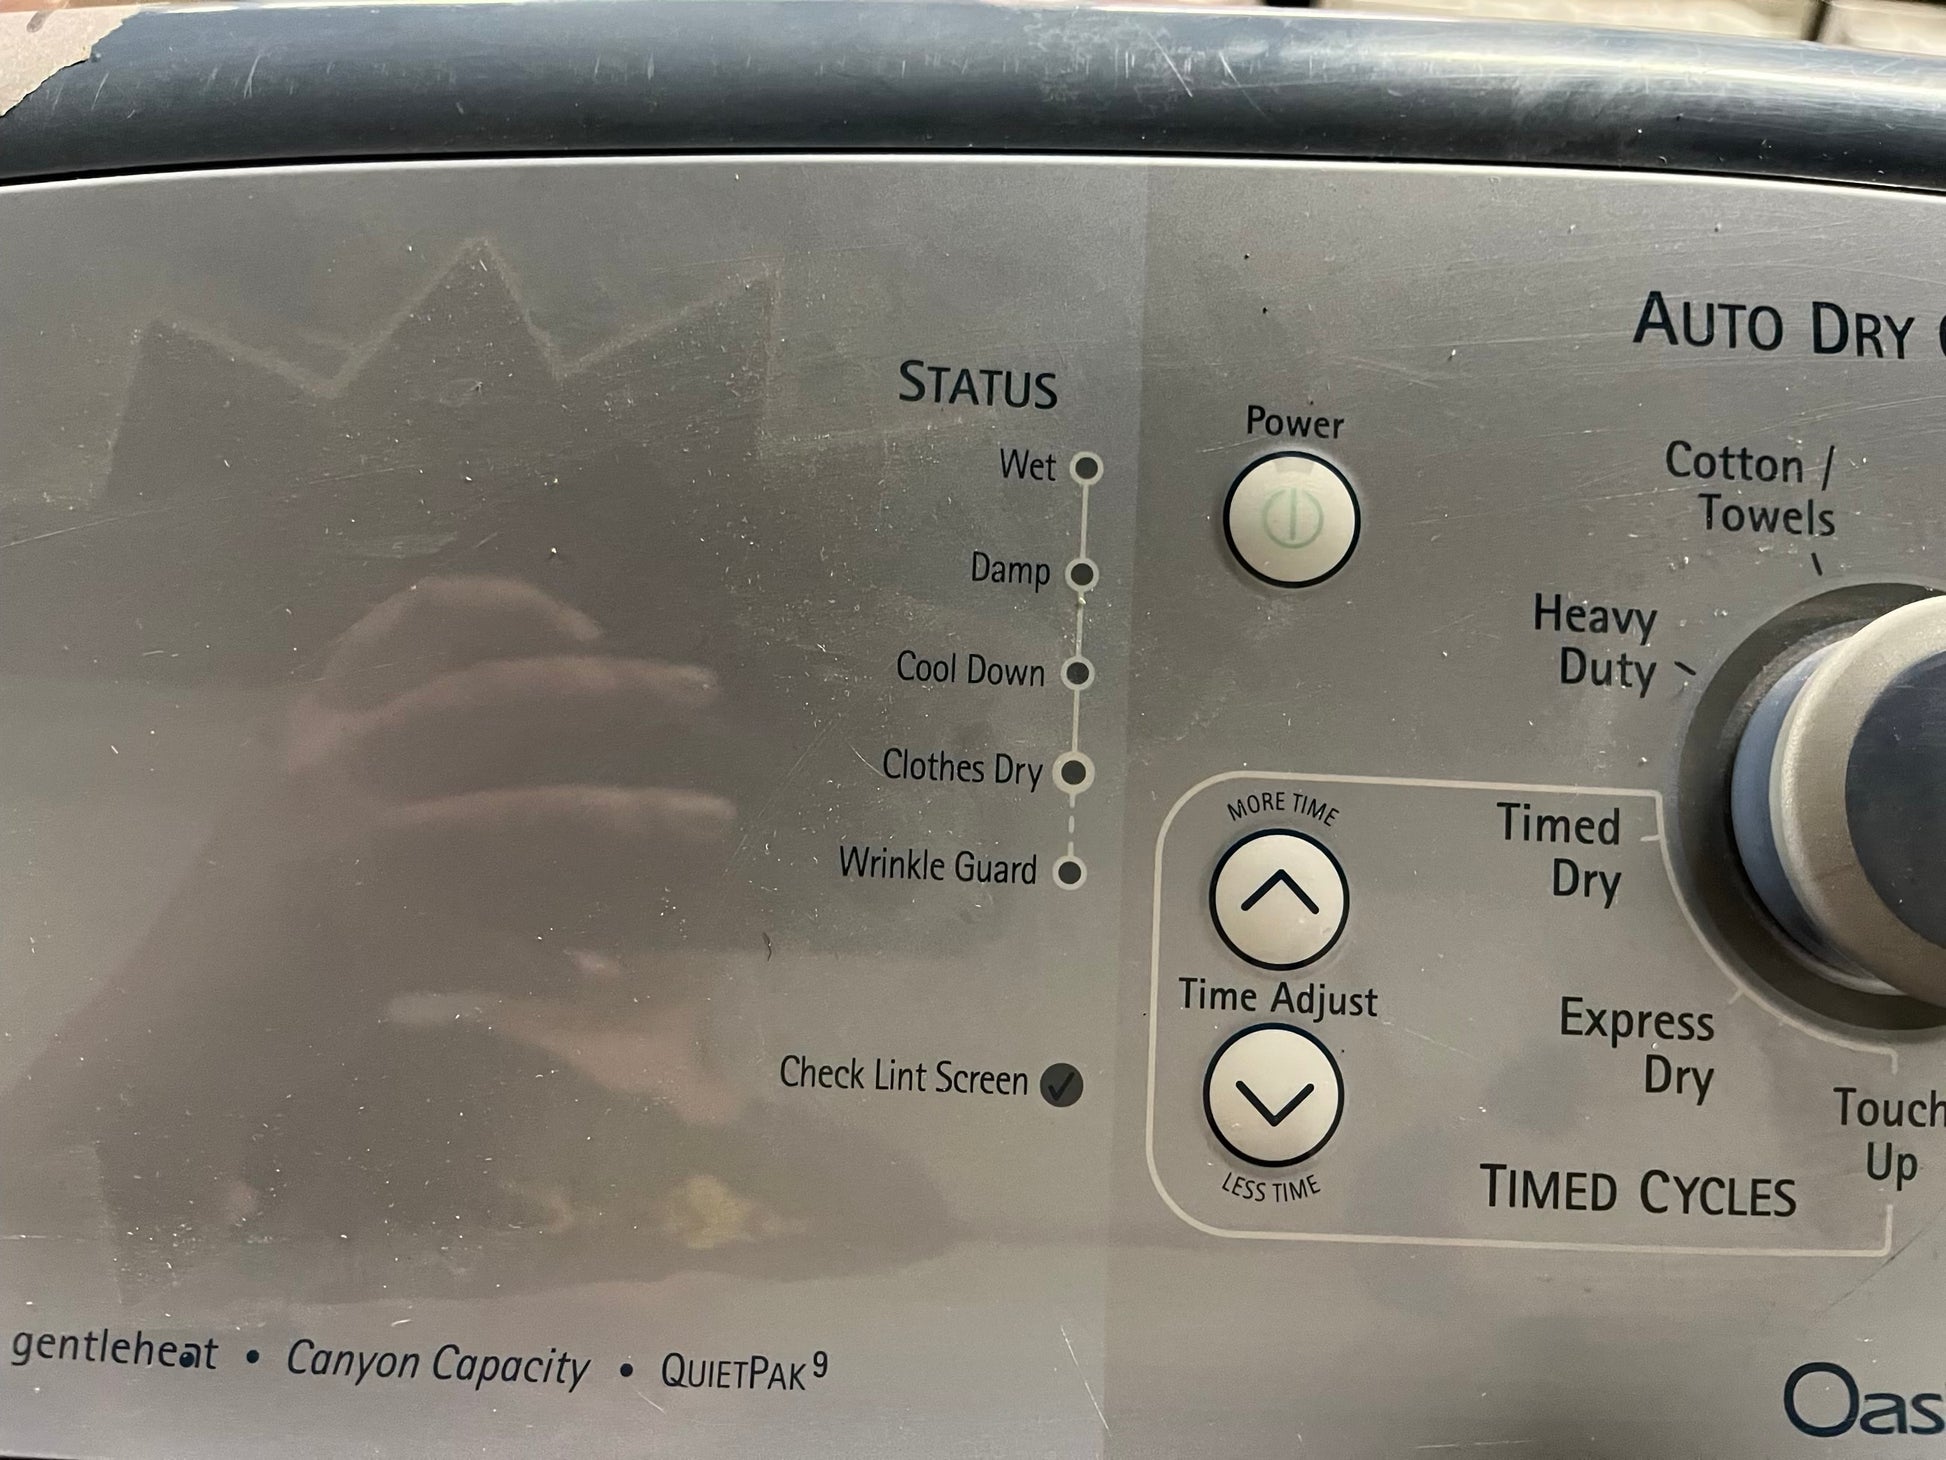 AUTO DRY
STATUS
Wet
Damp
Cool Down
Clothes Dry
Wrinkle Guard
Check Lint Screen
Power
Cotton /
Towels
Heavy
Duty
MORE TIME
Time Adjust
LESS TIME
Timed
Dry
Express
Dry
Touch
Up
TIMED CYCLES
gentleheat • Canyon Capacity • QUIETPAK9
Oas